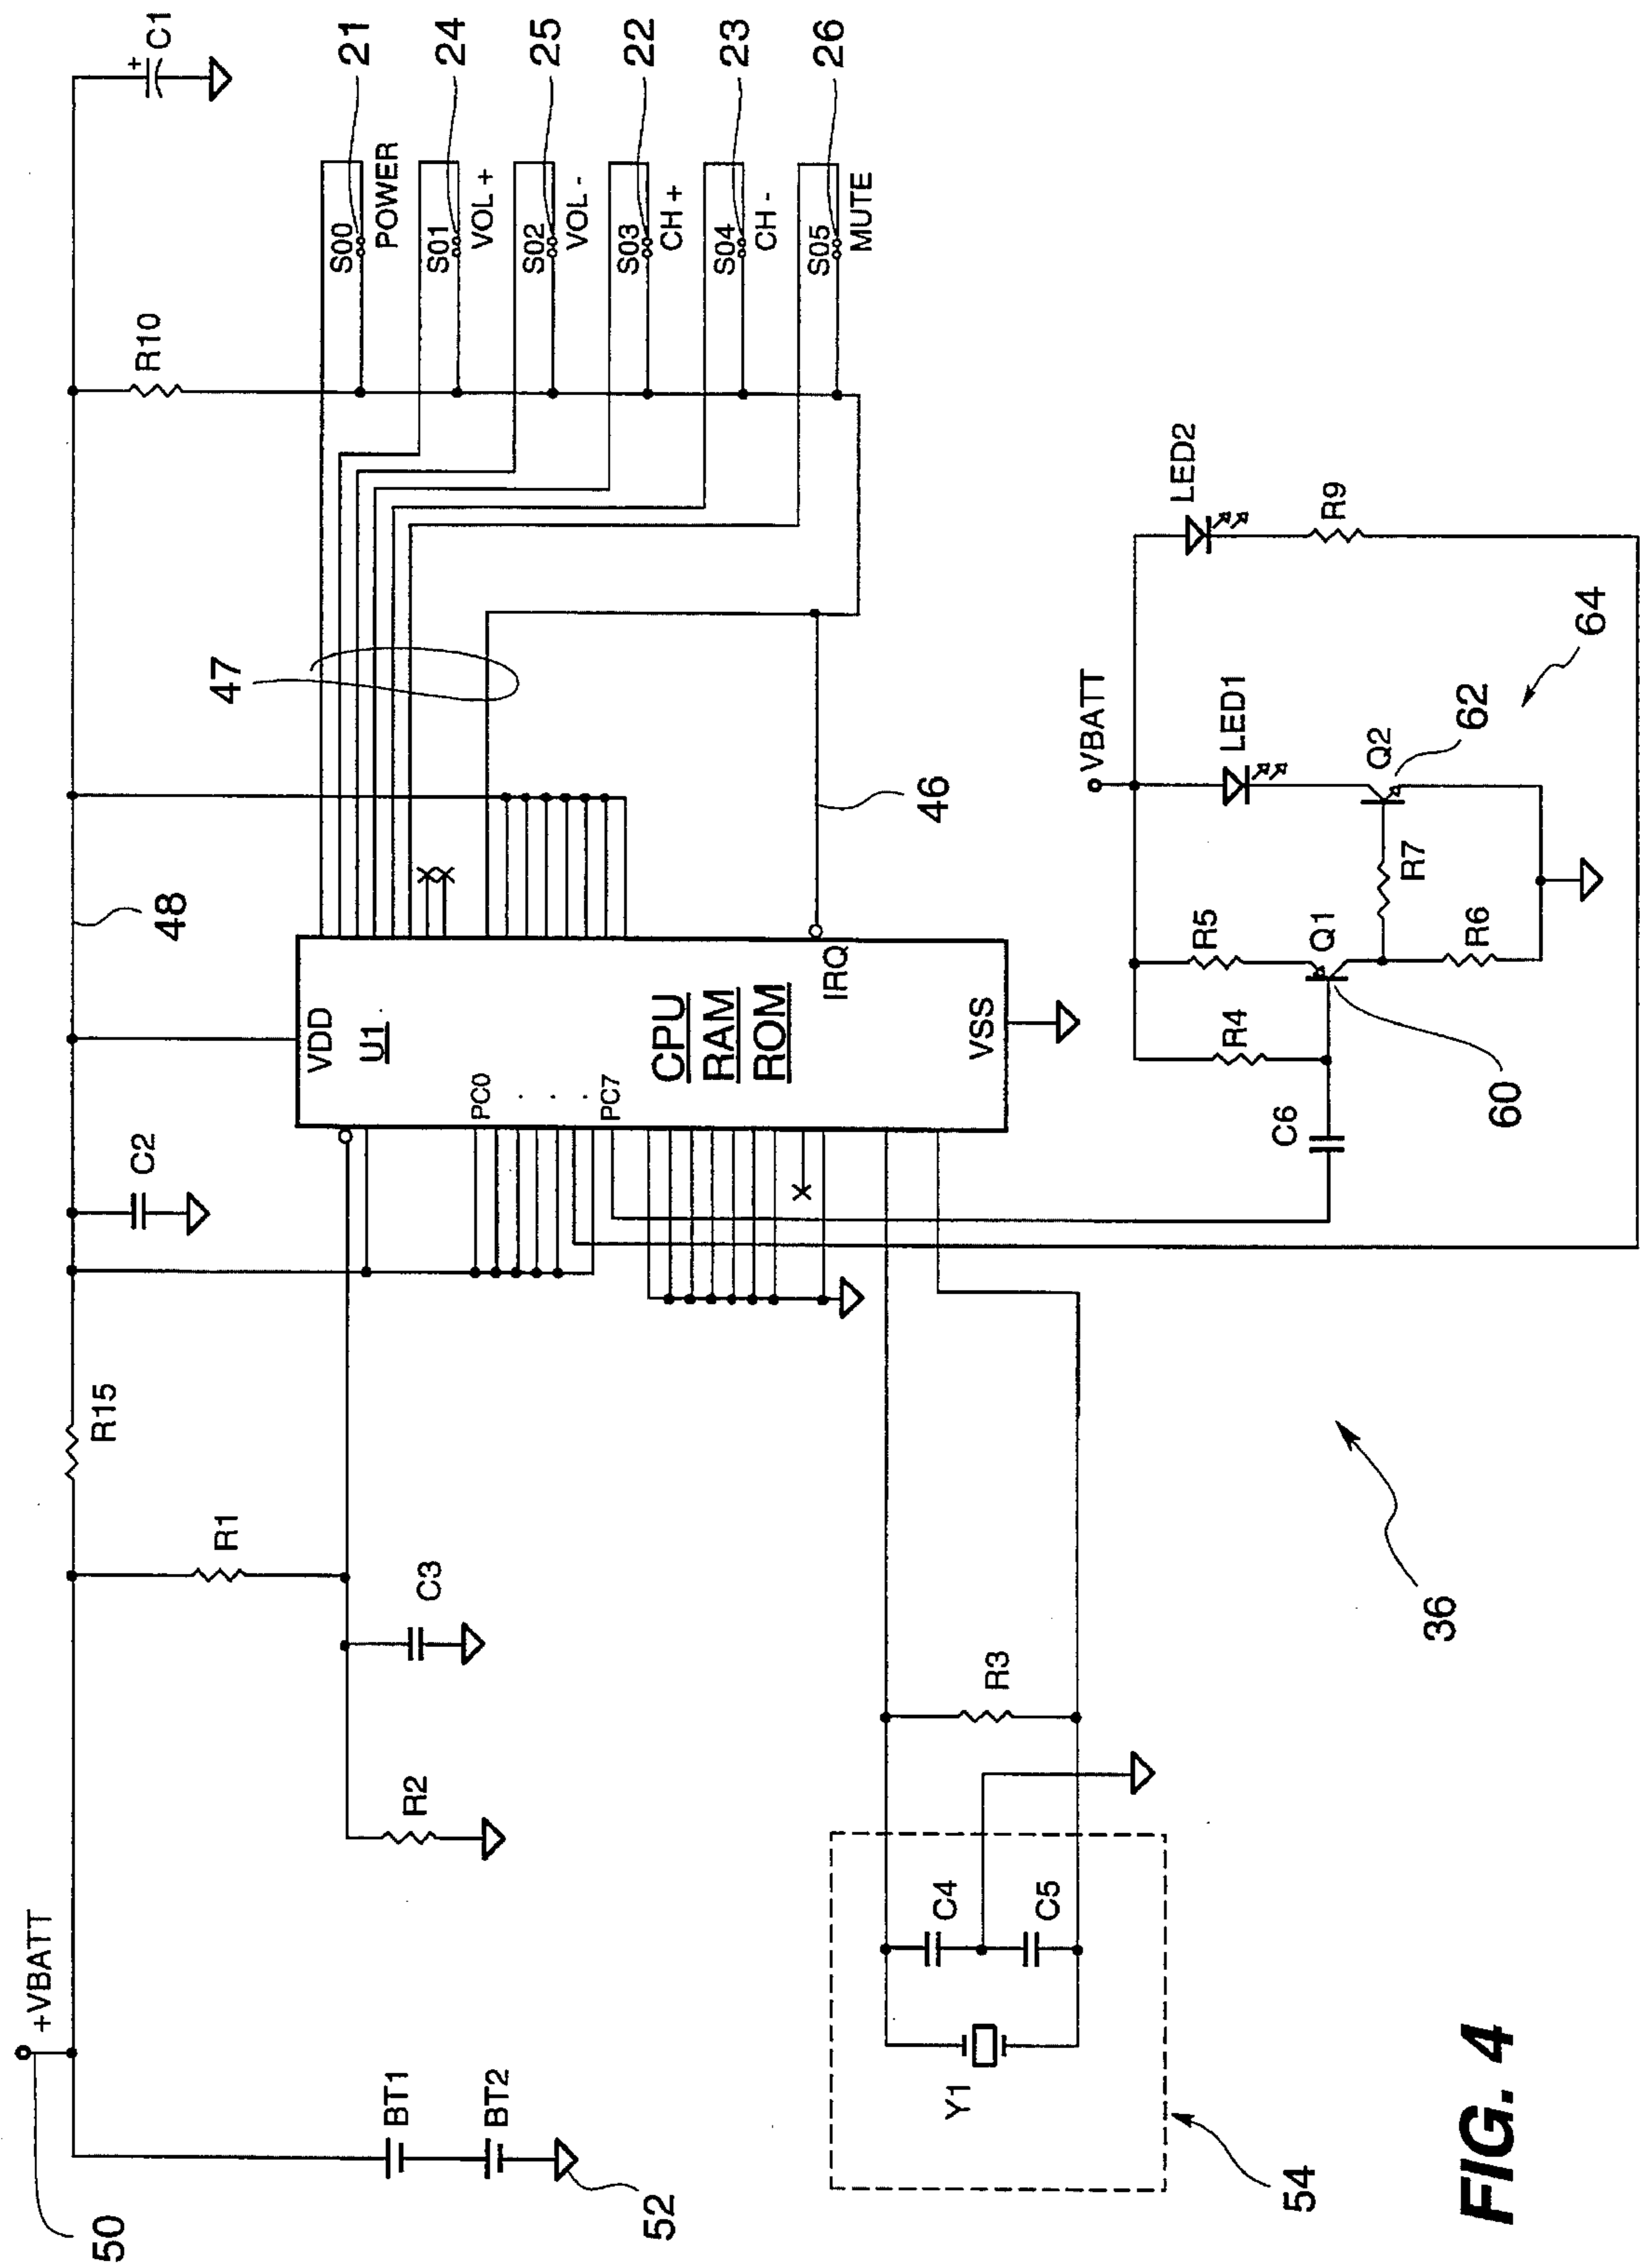 50
+VBATT
BT1
BT2
52
R15
R1
C3
R2
C2
48
47
R10
+
C1
S00
POWER
21
S01
VOL +
24
S02
VOL -
25
S03
CH +
22
S04
CH -
23
S05
MUTE
26
VDD
U1
PC0
.
.
.
PC7
CPU
RAM
ROM
IRQ
VSS
46
Y1
C4
C5
R3
54
36
C6
R4
R5
Q1
60
R6
R7
VBATT
LED1
Q2
62
64
LED2
R9
FIG. 4